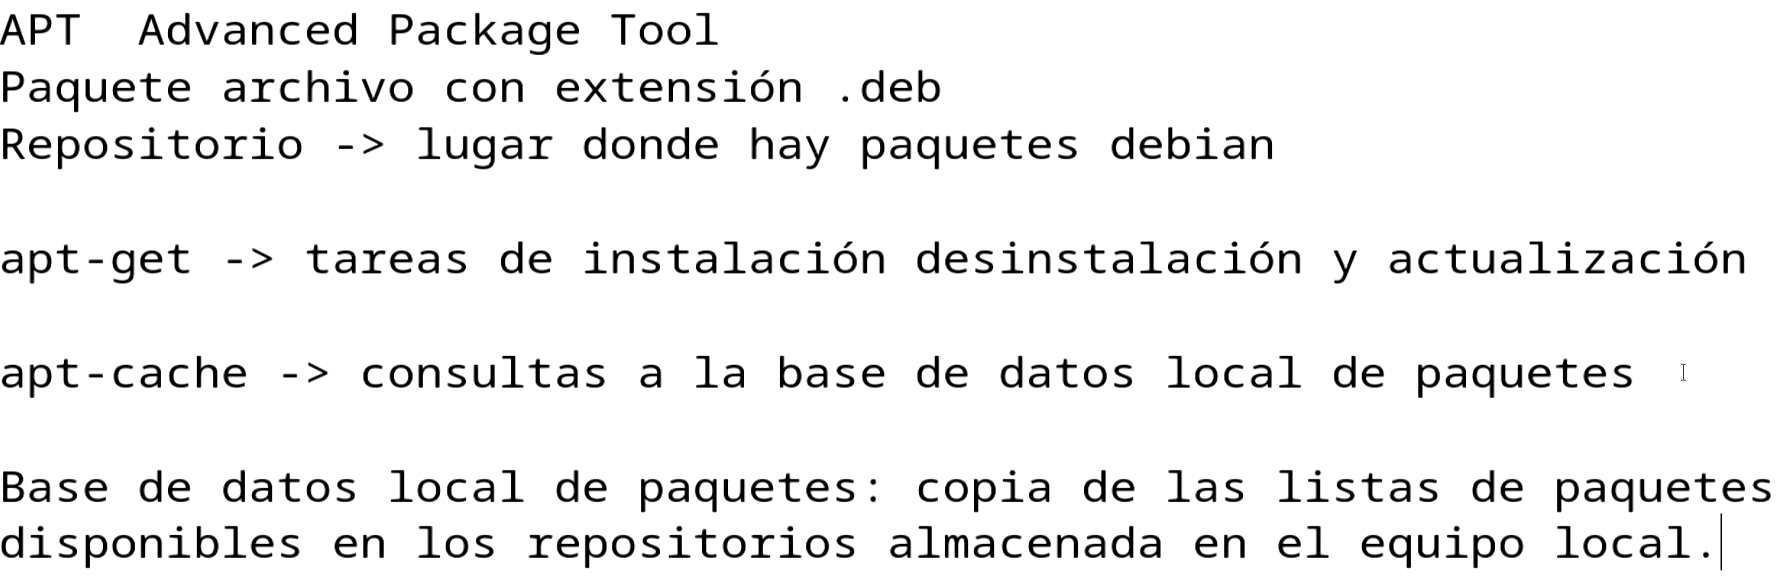 APT  Advanced Package Tool
Paquete archivo con extensión .deb
Repositorio -> lugar donde hay paquetes debian
apt-get -> tareas de instalación desinstalación y actualización
apt-cache -> consultas a la base de datos local de paquetes
Base de datos local de paquetes: copia de las listas de paquetes
disponibles en los repositorios almacenada en el equipo local.